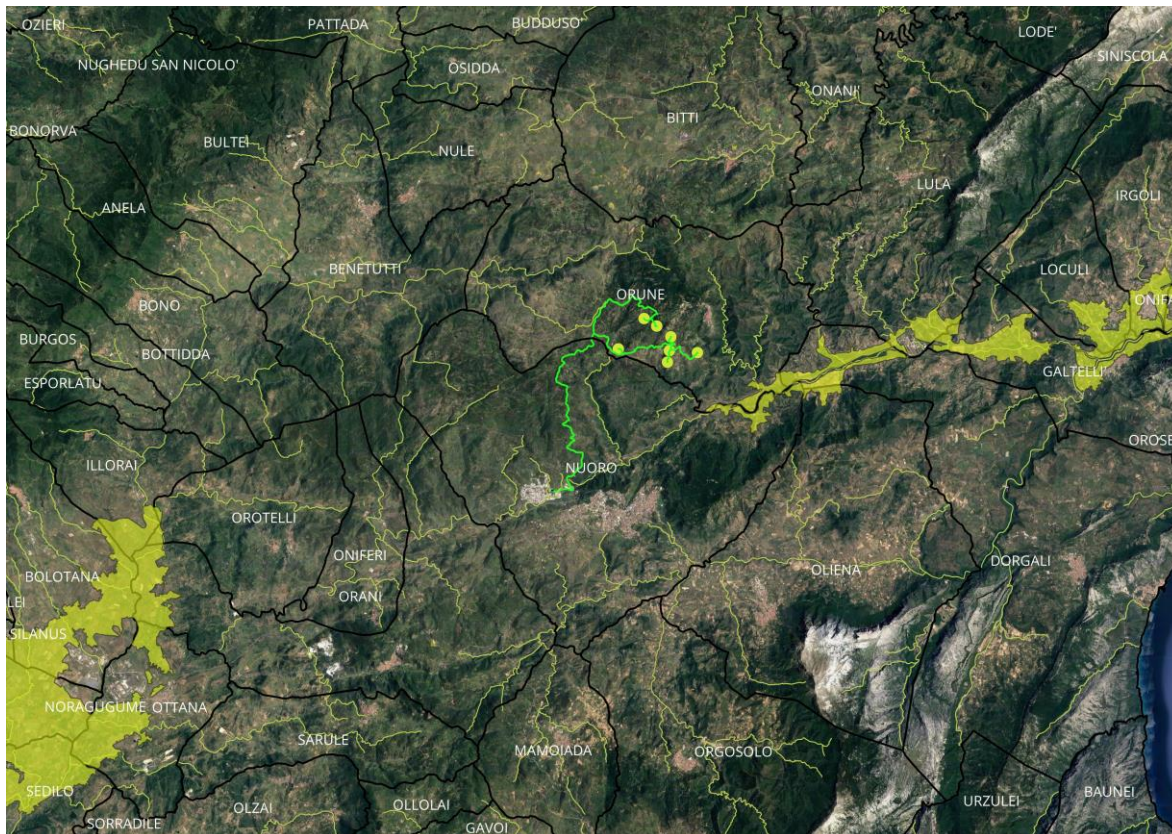 OZIERI
PATTADA
BUDDUSO'
LODE'
NUGHEDU SAN NICOLO'
OSIDDA
SINISCOLA
ONANI'
BITTI
BONORVA
BULTEI
NULE
LULA
IRGOLI
ANELA
BENETUTTI
LOCULI
BONO
ORUNE
ONIFA
BURGOS
BOTTIDDA
ESPORLATU
GALTELLI'
OROSE
ILLORAI
NUORO
OROTELLI
ONIFERI
DORGALI
BOLOTANA
OLIENA
ORANI
LEI
SILANUS
NORAGUGUME
OTTANA
SARULE
MAMOIADA
ORGOSOLO
SEDILO
BAUNEI
URZULEI
OLZAI
OLLOLAI
SORRADILE
GAVOI